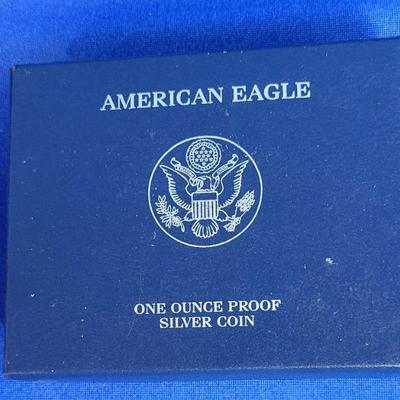 AMERICAN EAGLE
ONE OUNCE PROOF
SILVER COIN